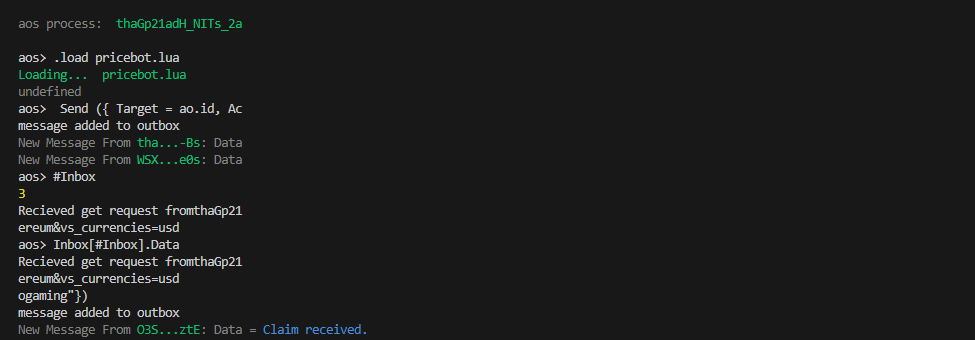 aos process:  thaGp21adH_NITs_2a
aos> .load pricebot.lua
Loading...  pricebot.lua
undefined
aos>  Send ({ Target = ao.id, Ac
message added to outbox
New Message From tha...-Bs: Data
New Message From WSX...e0s: Data
aos> #Inbox
3
Recieved get request fromthaGp21
ereum&vs_currencies=usd
aos> Inbox[#Inbox].Data
Recieved get request fromthaGp21
ereum&vs_currencies=usd
ogaming"})
message added to outbox
New Message From O3S...ztE: Data = Claim received.